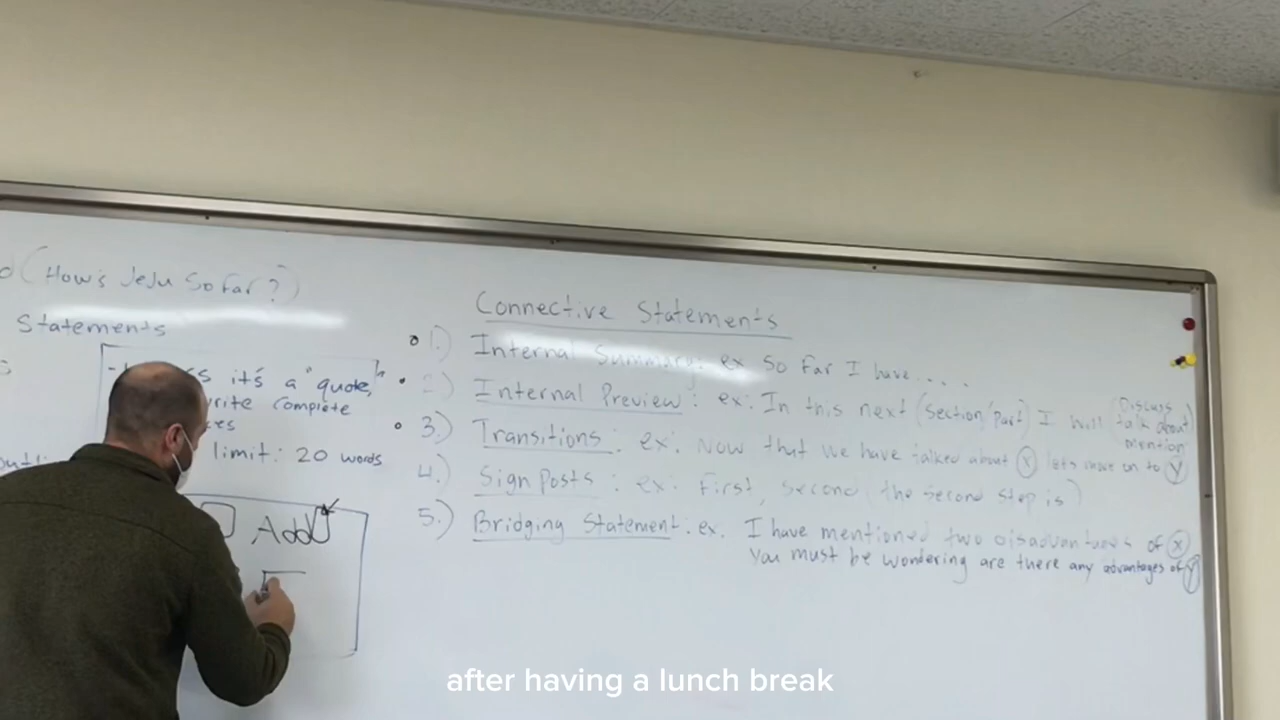 (How's JeJu So far?)
Statements
it's a "quote,"
write complete
limit: 20 words
Add
Connective Statements
1.) Internal Summary: ex So far I have....
2.) Internal Preview: ex: In this next (section/part) I will (Discuss talk about mention)
3.) Transitions: ex: Now that we have talked about X lets move on to Y
4.) Sign posts: ex: First, Second (the second step is)
5.) Bridging Statement: ex. I have mentioned two disadvantages of X
You must be wondering are there any advantages of Y
after having a lunch break